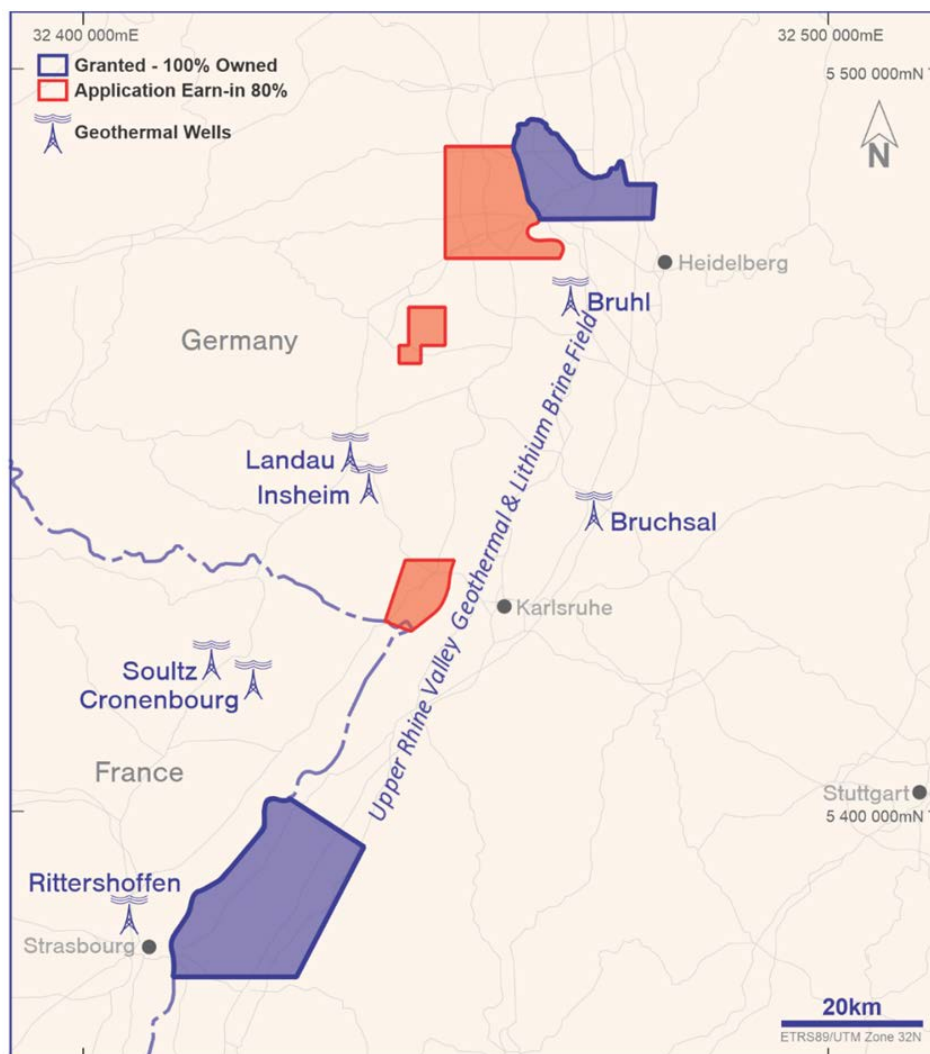 32 400 000mE
32 500 000mE
Granted - 100% Owned
5 500 000mN
Application Earn-in 80%
Geothermal Wells
N
Heidelberg
Bruhl
Germany
Landau
Insheim
Bruchsal
Upper Rhine Valley Geothermal & Lithium Brine Field
Karlsruhe
Soultz
Cronenbourg
France
Stuttgart
5 400 000mN
Rittershoffen
Strasbourg
20km
ETRS89/UTM Zone 32N